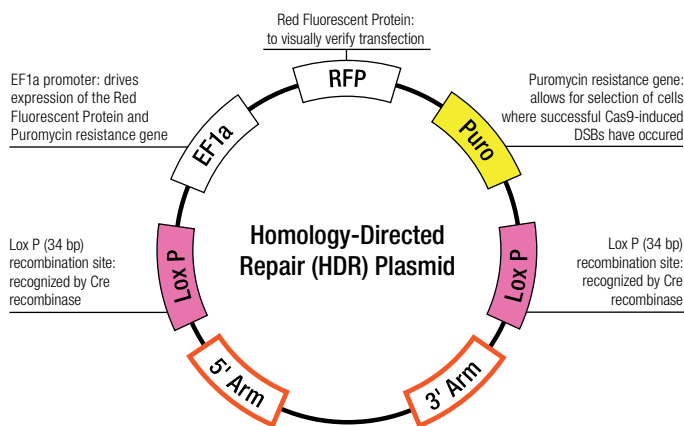 Red Fluorescent Protein:
to visually verify transfection
RFP
EF1a promoter: drives
expression of the Red
Fluorescent Protein and
Puromycin resistance gene
EF1a
Puromycin resistance gene:
allows for selection of cells
where successful Cas9-induced
DSBs have occured
Puro
Homology-Directed
Repair (HDR) Plasmid
Lox P (34 bp)
recombination site:
recognized by Cre
recombinase
Lox P
Lox P
Lox P (34 bp)
recombination site:
recognized by Cre
recombinase
5' Arm
3' Arm